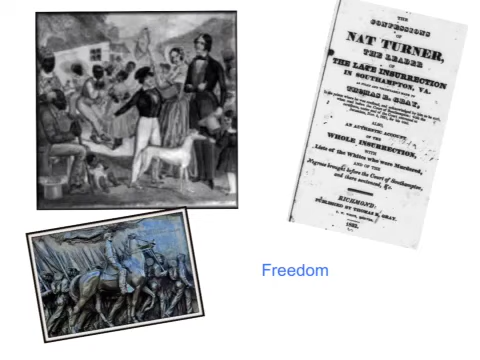 THE
CONFESSIONS
OF
NAT TURNER,
THE LEADER
OF
THE LATE INSURRECTION
IN SOUTHAMPTON, VA.
THOMAS R. GRAY,
ALSO,
AN AUTHENTIC ACCOUNT
OF THE
WHOLE INSURRECTION,
WITH
Lists of the Whites who were Murdered,
AND OF THE
Negroes brought before the Court of Southampton,
and there sentenced, &c.
RICHMOND:
PUBLISHED BY THOMAS R. GRAY.
1832.
Freedom